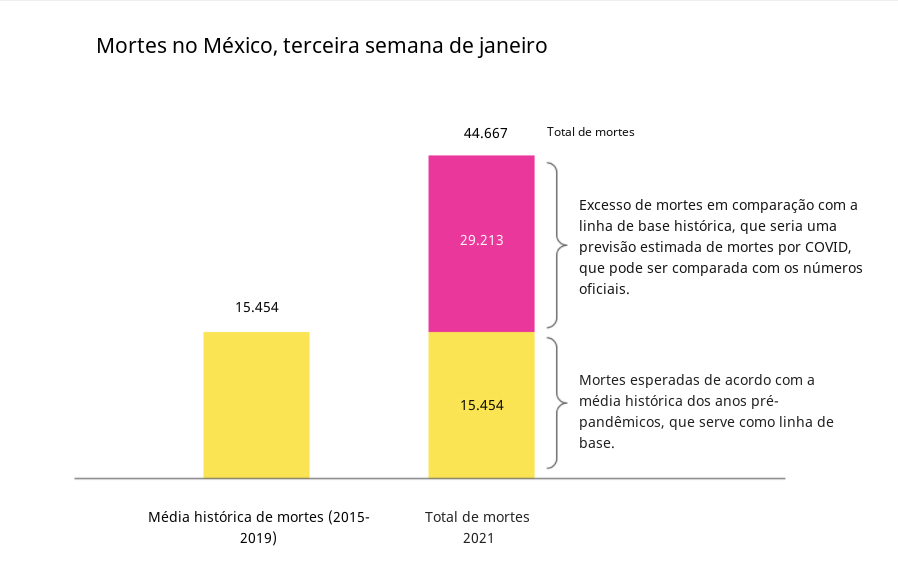 Mortes no México, terceira semana de janeiro
44.667
Total de mortes
Excesso de mortes em comparação com a
linha de base histórica, que seria uma
previsão estimada de mortes por COVID,
que pode ser comparada com os números
oficiais.
29.213
15.454
Mortes esperadas de acordo com a
média histórica dos anos pré-
pandêmicos, que serve como linha de
base.
15.454
Média histórica de mortes (2015-
2019)
Total de mortes
2021